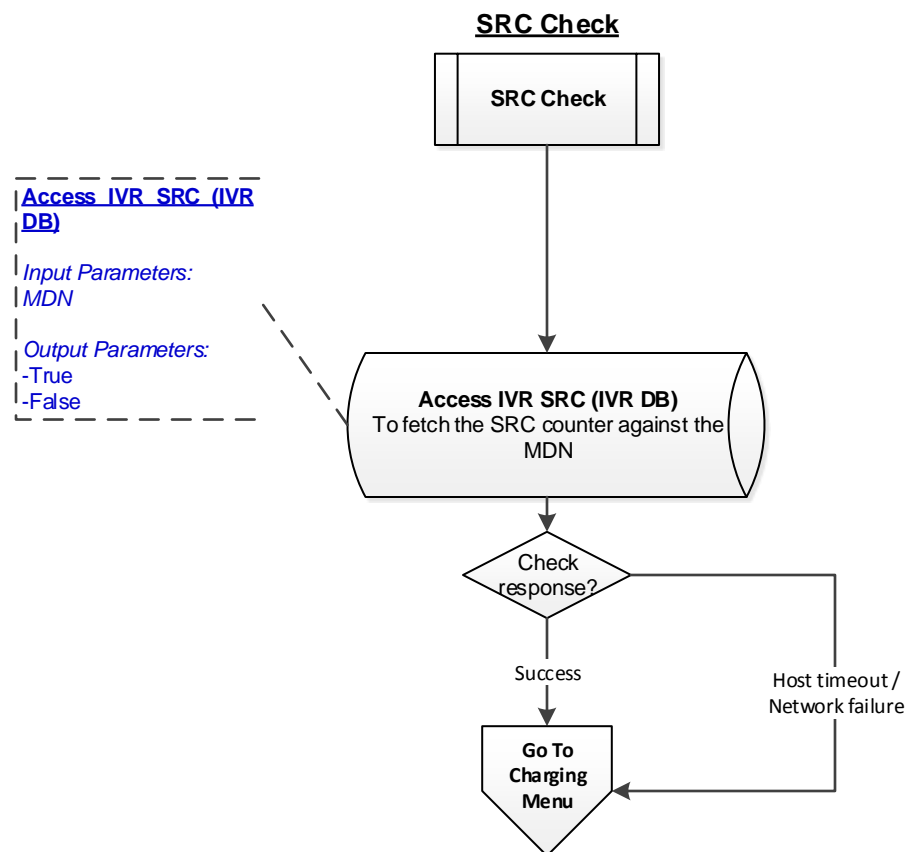 SRC Check
SRC Check
Access IVR SRC (IVR
DB)
Input Parameters:
MDN
Output Parameters:
-True
-False
Access IVR SRC (IVR DB)
To fetch the SRC counter against the
MDN
Check
response?
Success
Host timeout /
Network failure
Go To
Charging
Menu